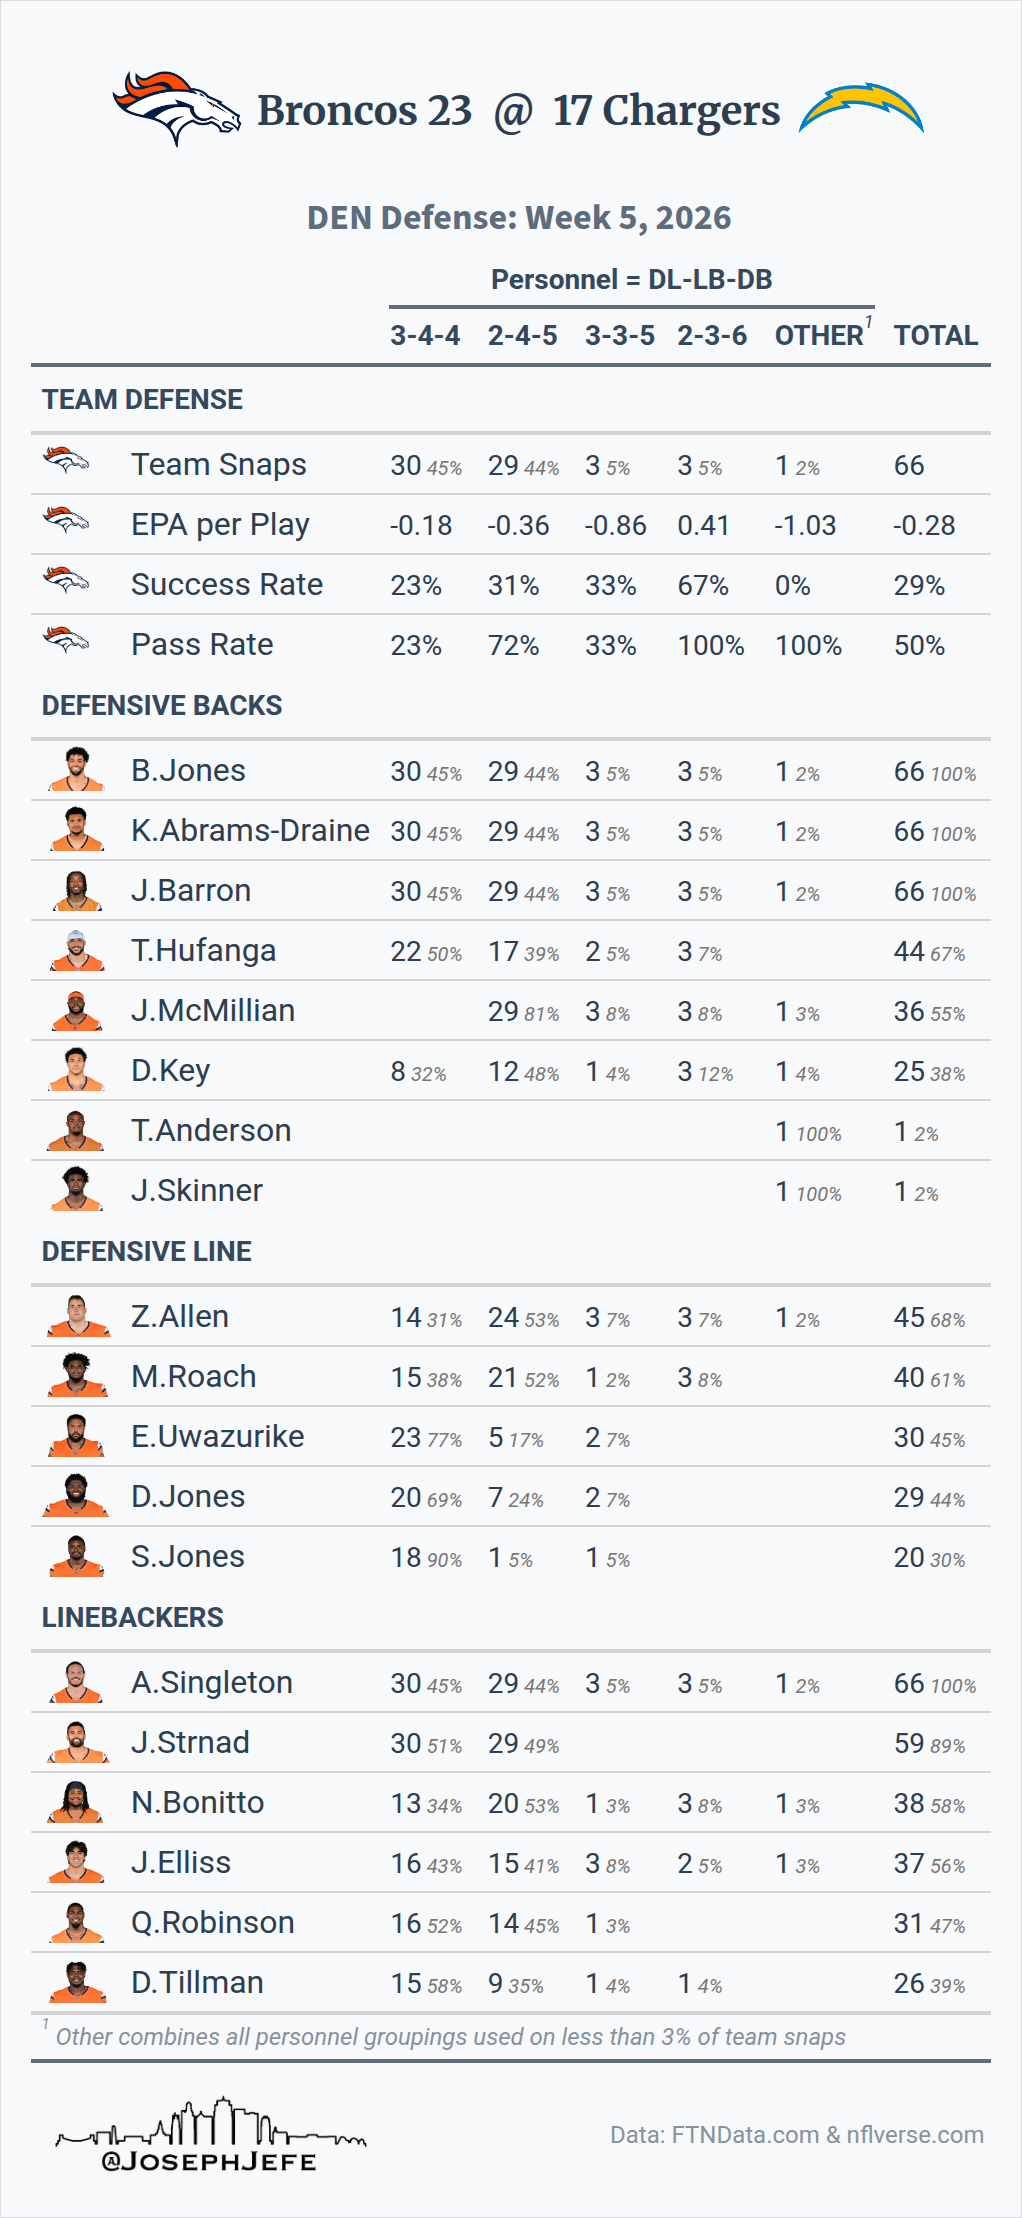 Broncos 23 @ 17 Chargers
DEN Defense: Week 5, 2026
Personnel = DL-LB-DB
3-4-4 2-4-5 3-3-5 2-3-6 OTHER1 TOTAL
TEAM DEFENSE
Team Snaps 30 45% 29 44% 3 5% 3 5% 1 2% 66
EPA per Play -0.18 -0.36 -0.86 0.41 -1.03 -0.28
Success Rate 23% 31% 33% 67% 0% 29%
Pass Rate 23% 72% 33% 100% 100% 50%
DEFENSIVE BACKS
B.Jones 30 45% 29 44% 3 5% 3 5% 1 2% 66 100%
K.Abrams-Draine 30 45% 29 44% 3 5% 3 5% 1 2% 66 100%
J.Barron 30 45% 29 44% 3 5% 3 5% 1 2% 66 100%
T.Hufanga 22 50% 17 39% 2 5% 3 7% 44 67%
J.McMillian 29 81% 3 8% 3 8% 1 3% 36 55%
D.Key 8 32% 12 48% 1 4% 3 12% 1 4% 25 38%
T.Anderson 1 100% 1 2%
J.Skinner 1 100% 1 2%
DEFENSIVE LINE
Z.Allen 14 31% 24 53% 3 7% 3 7% 1 2% 45 68%
M.Roach 15 38% 21 52% 1 2% 3 8% 40 61%
E.Uwazurike 23 77% 5 17% 2 7% 30 45%
D.Jones 20 69% 7 24% 2 7% 29 44%
S.Jones 18 90% 1 5% 1 5% 20 30%
LINEBACKERS
A.Singleton 30 45% 29 44% 3 5% 3 5% 1 2% 66 100%
J.Strnad 30 51% 29 49% 59 89%
N.Bonitto 13 34% 20 53% 1 3% 3 8% 1 3% 38 58%
J.Elliss 16 43% 15 41% 3 8% 2 5% 1 3% 37 56%
Q.Robinson 16 52% 14 45% 1 3% 31 47%
D.Tillman 15 58% 9 35% 1 4% 1 4% 26 39%
1 Other combines all personnel groupings used on less than 3% of team snaps
@JosephJefe
Data: FTNData.com & nflverse.com